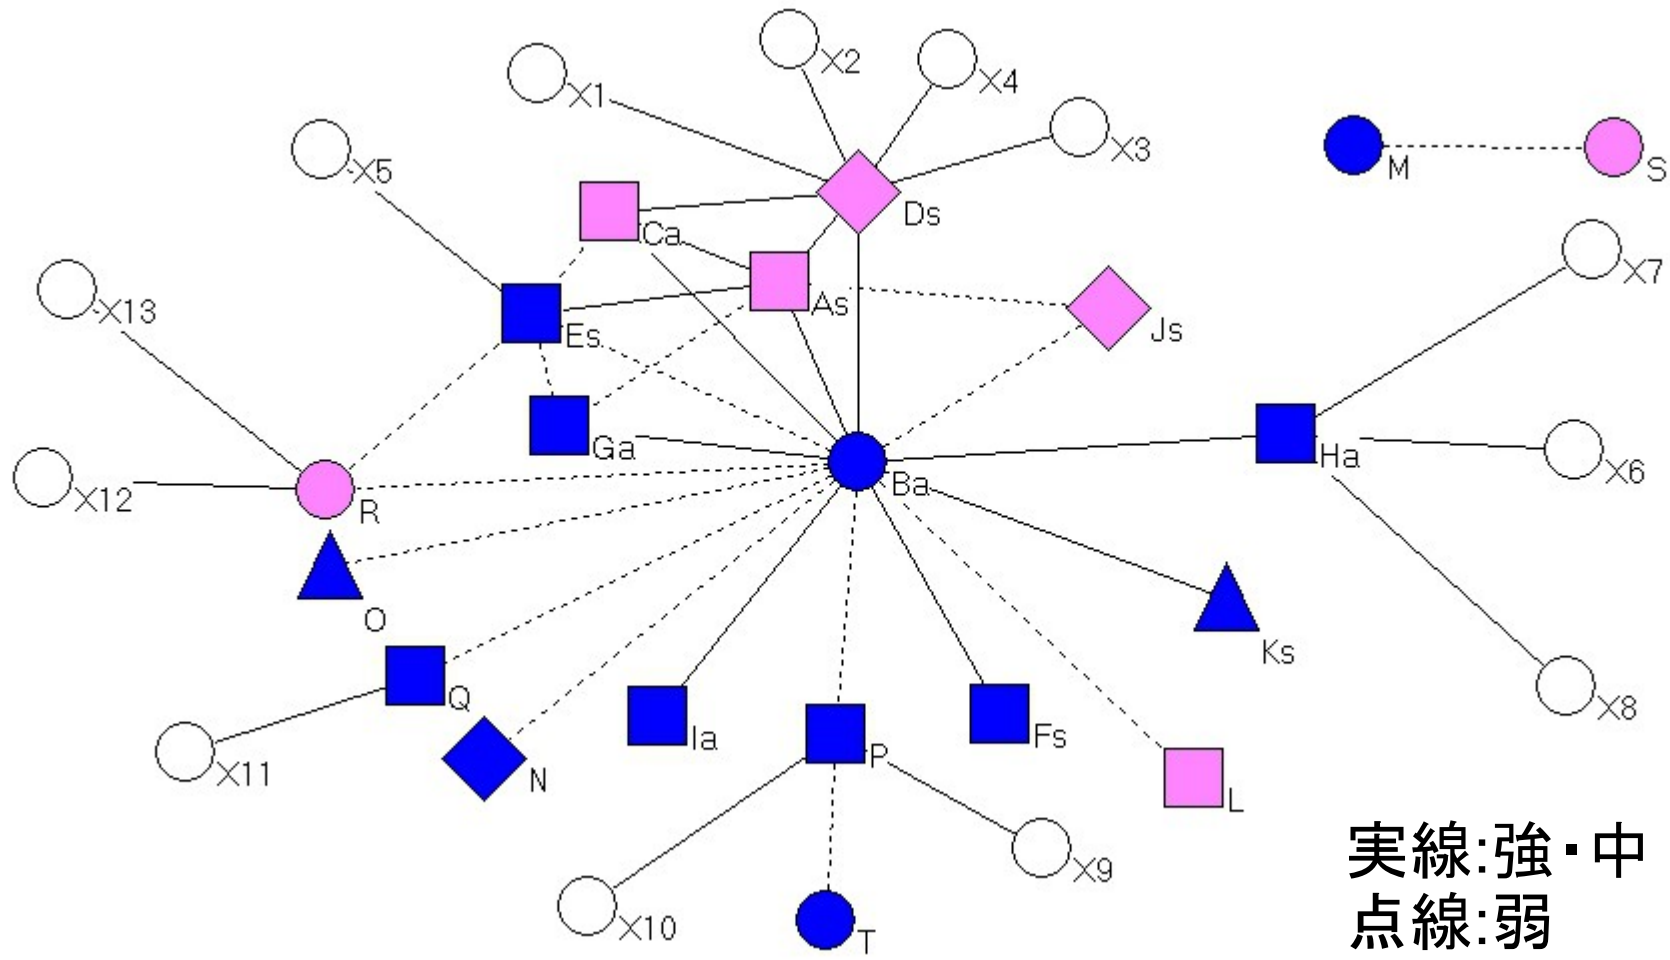 X2
X4
X1
X3
X5
M
S
Ds
Ca
X7
X13
As
Js
Es
Ga
Ha
X6
Ba
X12
R
O
Ks
Q
X8
Ia
Fs
P
X11
N
L
X9
X10
T
実線:強・中
点線:弱